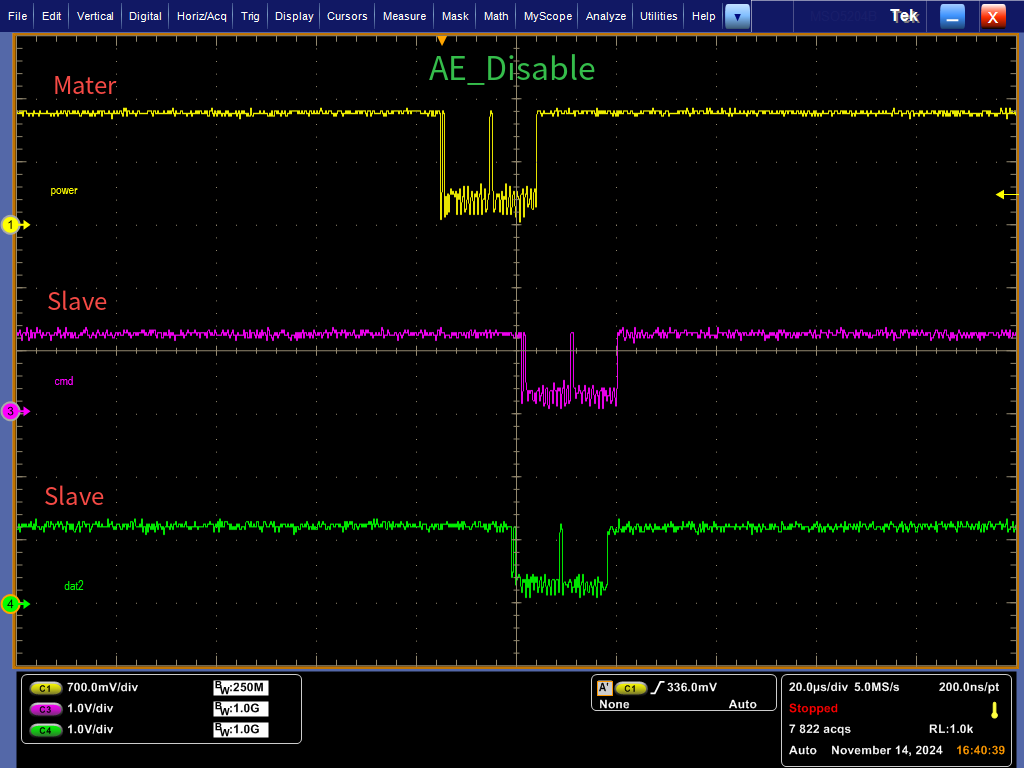 File Edit Vertical Digital Horiz/Acq Trig Display Cursors Measure Mask Math MyScope Analyze Utilities Help Tek X
AE_Disable
Mater
power
1
Slave
cmd
3
Slave
dat2
4
C1 700.0mV/div BW:250M
C3 1.0V/div BW:1.0G
C4 1.0V/div BW:1.0G
A' C1 336.0mV
None Auto
20.0µs/div 5.0MS/s 200.0ns/pt
Stopped
7 822 acqs RL:1.0k
Auto November 14, 2024 16:40:39